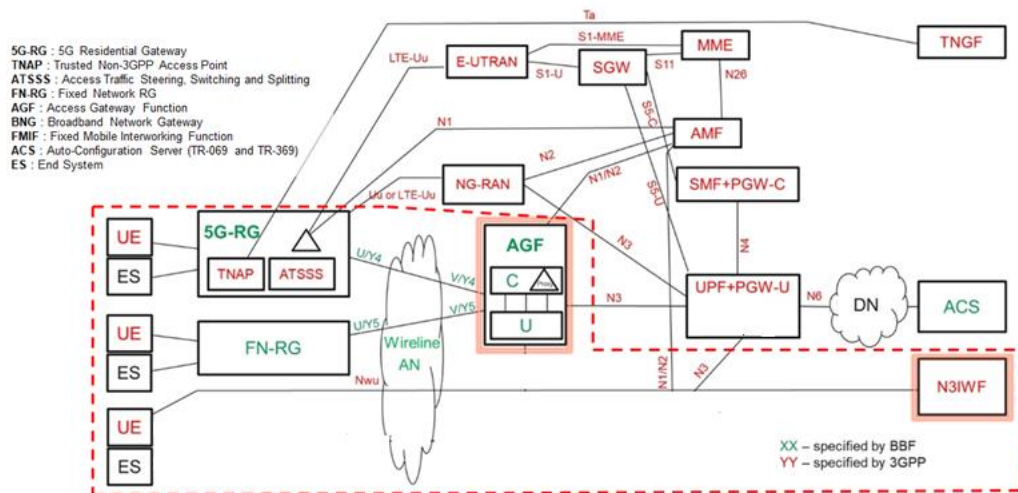 Ta
TNGF
S1-MME
MME
5G-RG : 5G Residential Gateway
TNAP : Trusted Non-3GPP Access Point
ATSSS : Access Traffic Steering, Switching and Splitting
FN-RG : Fixed Network RG
AGF : Access Gateway Function
BNG : Broadband Network Gateway
FMIF : Fixed Mobile Interworking Function
ACS : Auto-Configuration Server (TR-069 and TR-369)
ES : End System
LTE-Uu
E-UTRAN
S1-U
SGW
S11
N26
S5-C
N1
AMF
N2
N1/N2
NG-RAN
Uu or LTE-Uu
S5-U
SMF+PGW-C
N4
N3
UE
ES
5G-RG
TNAP
ATSSS
U/Y4
V/Y4
AGF
C
U
N3
UPF+PGW-U
N6
DN
ACS
UE
ES
FN-RG
U/Y5
V/Y5
Wireline
AN
Nwu
N1/N2
N3
N3IWF
UE
ES
XX – specified by BBF
YY – specified by 3GPP